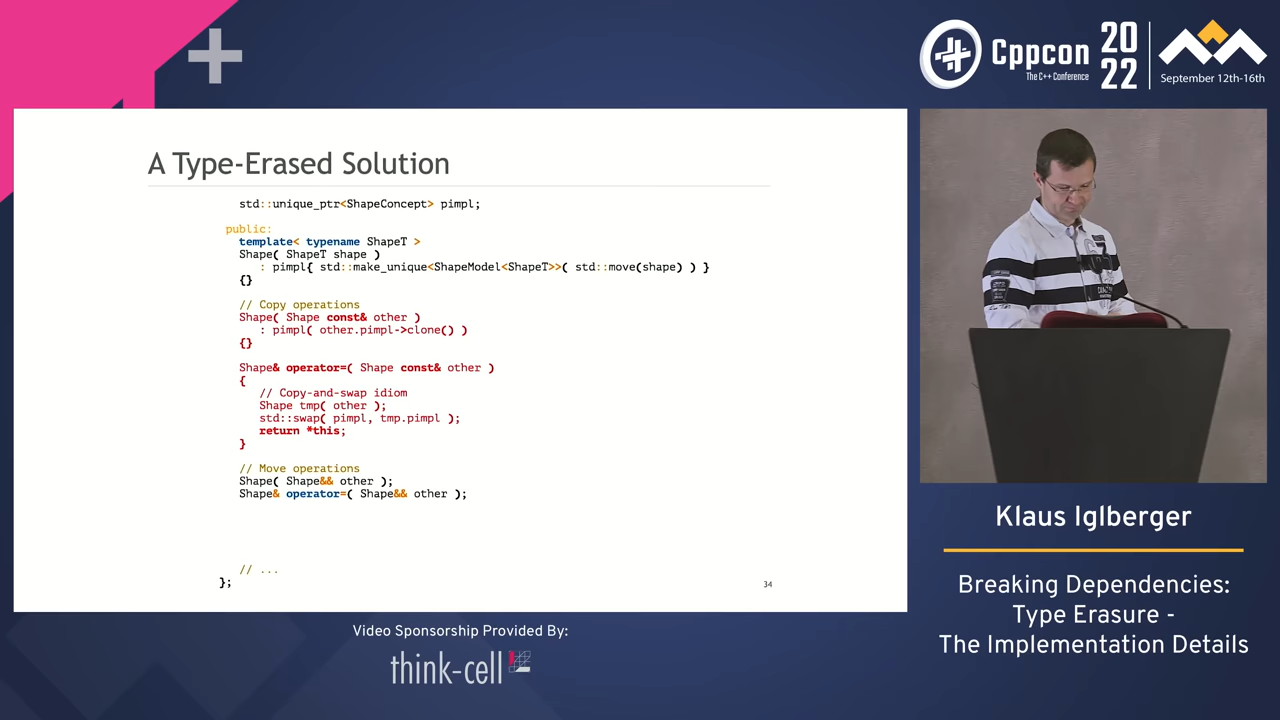 Cppcon
The C++ Conference
20
22
September 12th-16th
A Type-Erased Solution
std::unique_ptr<ShapeConcept> pimpl;
public:
template< typename ShapeT >
Shape( ShapeT shape )
: pimpl{ std::make_unique<ShapeModel<ShapeT>>( std::move(shape) ) }
{}
// Copy operations
Shape( Shape const& other )
: pimpl( other.pimpl->clone() )
{}
Shape& operator=( Shape const& other )
{
// Copy-and-swap idiom
Shape tmp( other );
std::swap( pimpl, tmp.pimpl );
return *this;
}
// Move operations
Shape( Shape&& other );
Shape& operator=( Shape&& other );
// ...
};
34
Klaus Iglberger
Breaking Dependencies:
Type Erasure -
The Implementation Details
Video Sponsorship Provided By:
think-cell